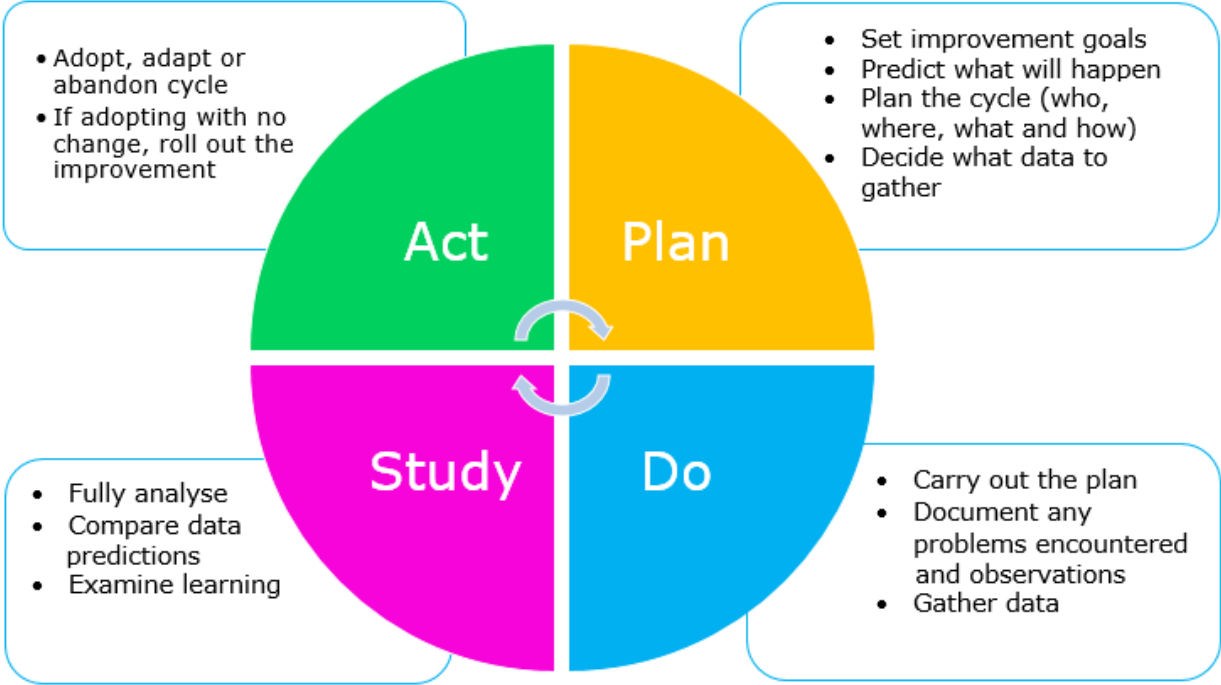 • Adopt, adapt or
abandon cycle
• If adopting with no
change, roll out the
improvement
• Set improvement goals
• Predict what will happen
• Plan the cycle (who,
where, what and how)
• Decide what data to
gather
Act
Plan
Study
Do
• Fully analyse
• Compare data
predictions
• Examine learning
• Carry out the plan
• Document any
problems encountered
and observations
• Gather data